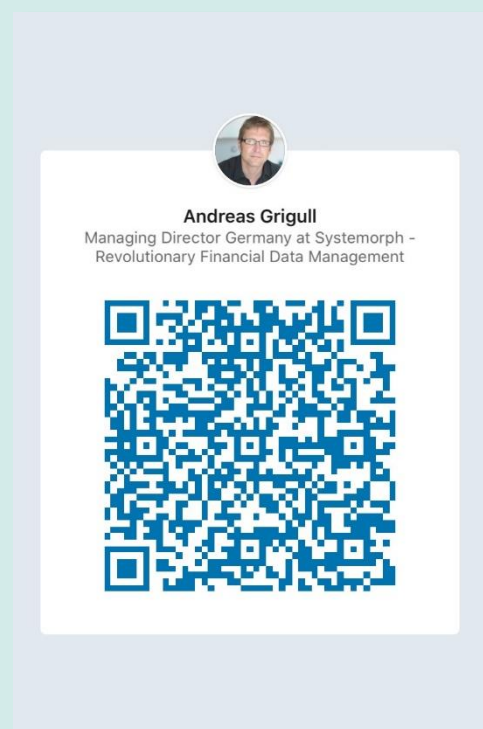 Andreas Grigull
Managing Director Germany at Systemorph -
Revolutionary Financial Data Management